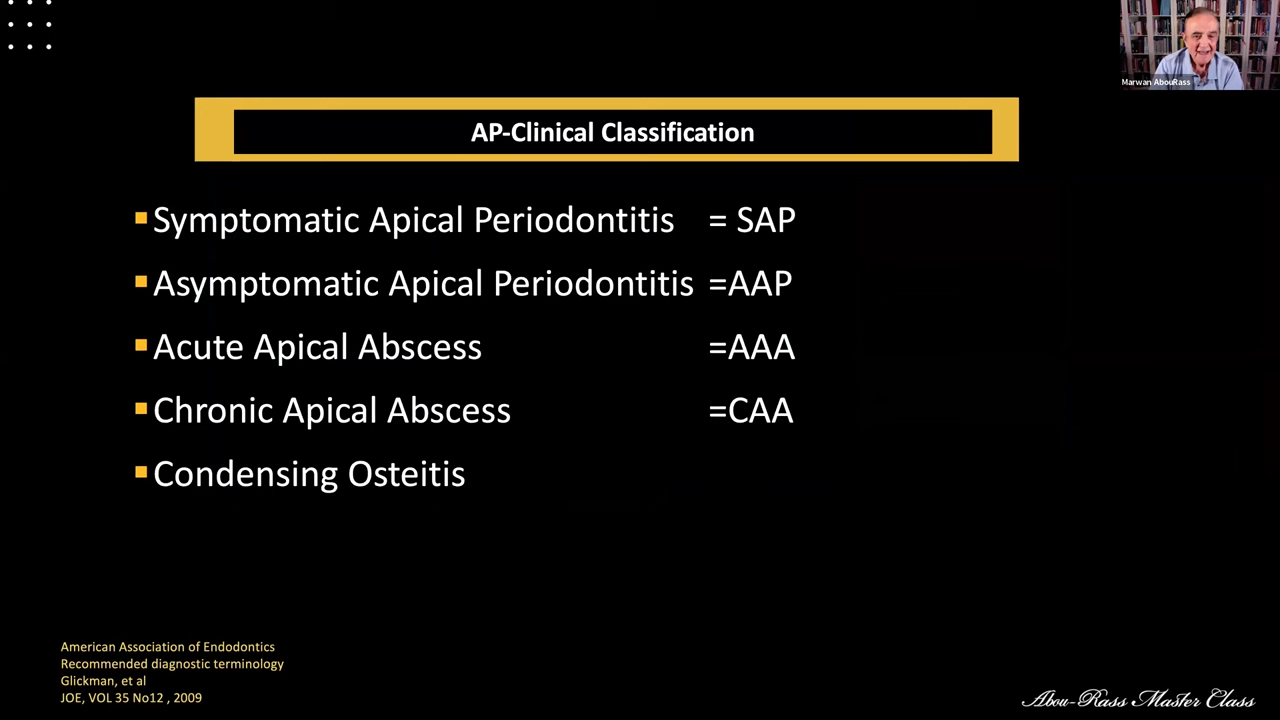 Marwan AbouRass
AP-Clinical Classification
Symptomatic Apical Periodontitis = SAP
Asymptomatic Apical Periodontitis =AAP
Acute Apical Abscess =AAA
Chronic Apical Abscess =CAA
Condensing Osteitis
American Association of Endodontics
Recommended diagnostic terminology
Glickman, et al
JOE, VOL 35 No12 , 2009
Abou-Rass Master Class